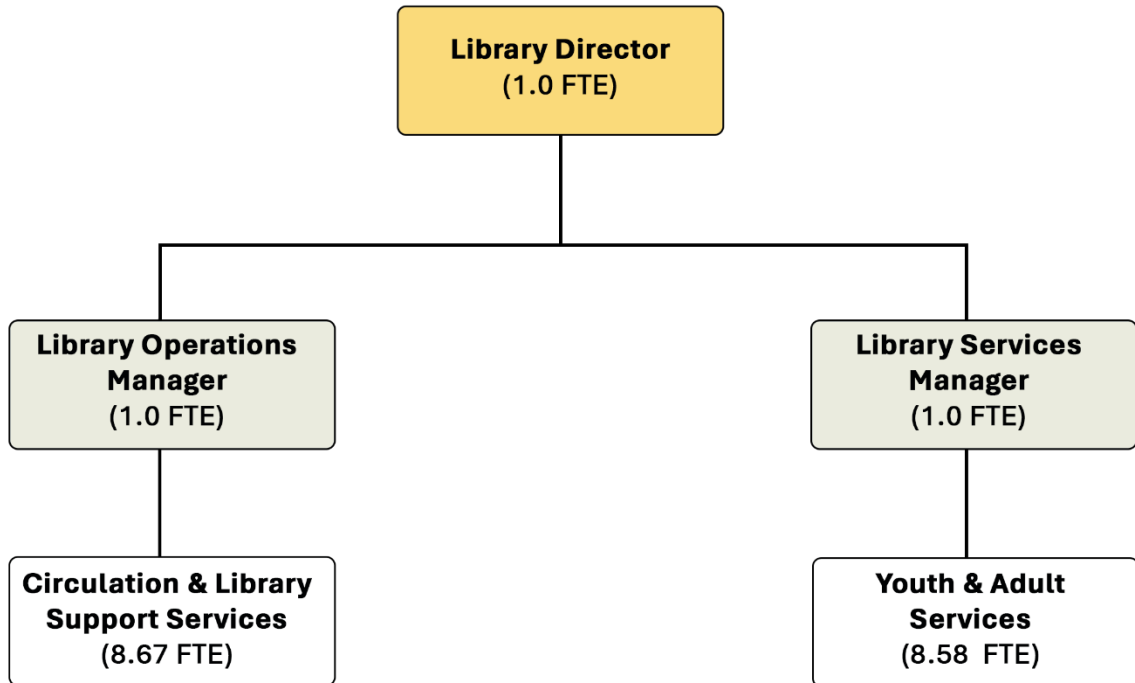 Library Director
(1.0 FTE)
Library Operations
Manager
(1.0 FTE)
Library Services
Manager
(1.0 FTE)
Circulation & Library
Support Services
(8.67 FTE)
Youth & Adult
Services
(8.58  FTE)